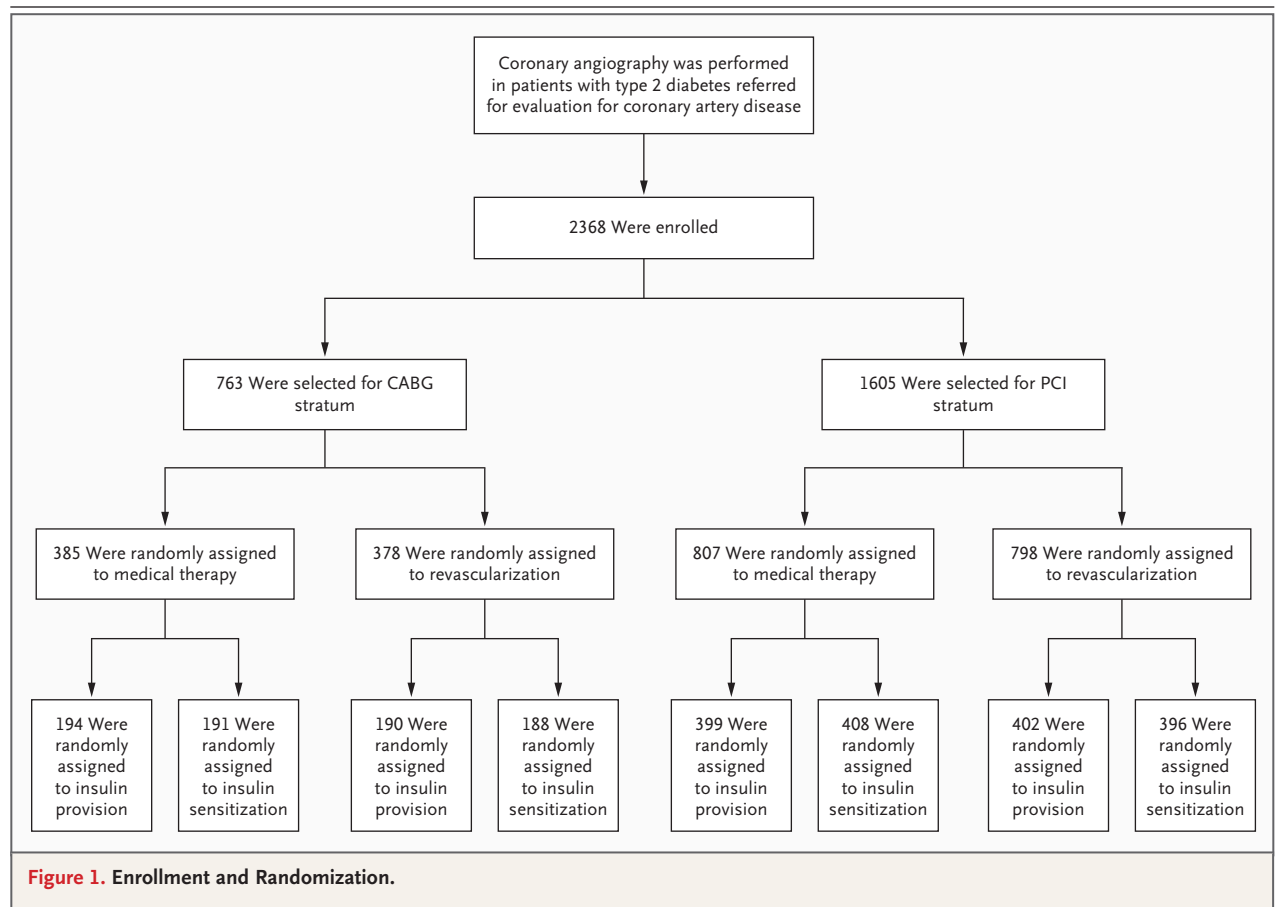 Coronary angiography was performed
in patients with type 2 diabetes referred
for evaluation for coronary artery disease
2368 Were enrolled
763 Were selected for CABG
stratum
1605 Were selected for PCI
stratum
385 Were randomly assigned
to medical therapy
378 Were randomly assigned
to revascularization
807 Were randomly assigned
to medical therapy
798 Were randomly assigned
to revascularization
194 Were
randomly
assigned
to insulin
provision
191 Were
randomly
assigned
to insulin
sensitization
190 Were
randomly
assigned
to insulin
provision
188 Were
randomly
assigned
to insulin
sensitization
399 Were
randomly
assigned
to insulin
provision
408 Were
randomly
assigned
to insulin
sensitization
402 Were
randomly
assigned
to insulin
provision
396 Were
randomly
assigned
to insulin
sensitization
Figure 1. Enrollment and Randomization.